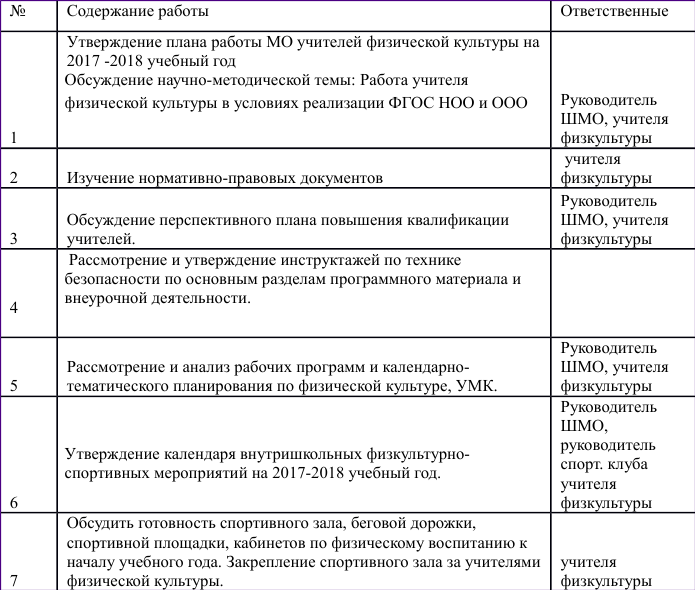 № Содержание работы Ответственные
Утверждение плана работы МО учителей физической культуры на
2017 -2018 учебный год
Обсуждение научно-методической темы: Работа учителя
физической культуры в условиях реализации ФГОС НОО и ООО
Руководитель
ШМО, учителя
1 физкультуры
учителя
2 Изучение нормативно-правовых документов физкультуры
Руководитель
Обсуждение перспективного плана повышения квалификации ШМО, учителя
3 учителей. физкультуры
Рассмотрение и утверждение инструктажей по технике
безопасности по основным разделам программного материала и
внеурочной деятельности.
4
Руководитель
Рассмотрение и анализ рабочих программ и календарно- ШМО, учителя
5 тематического планирования по физической культуре, УМК. физкультуры
Руководитель
ШМО,
Утверждение календаря внутришкольных физкультурно- руководитель
спортивных мероприятий на 2017-2018 учебный год. спорт. клуба
учителя
6 физкультуры
Обсудить готовность спортивного зала, беговой дорожки,
спортивной площадки, кабинетов по физическому воспитанию к
началу учебного года. Закрепление спортивного зала за учителями учителя
7 физической культуры. физкультуры